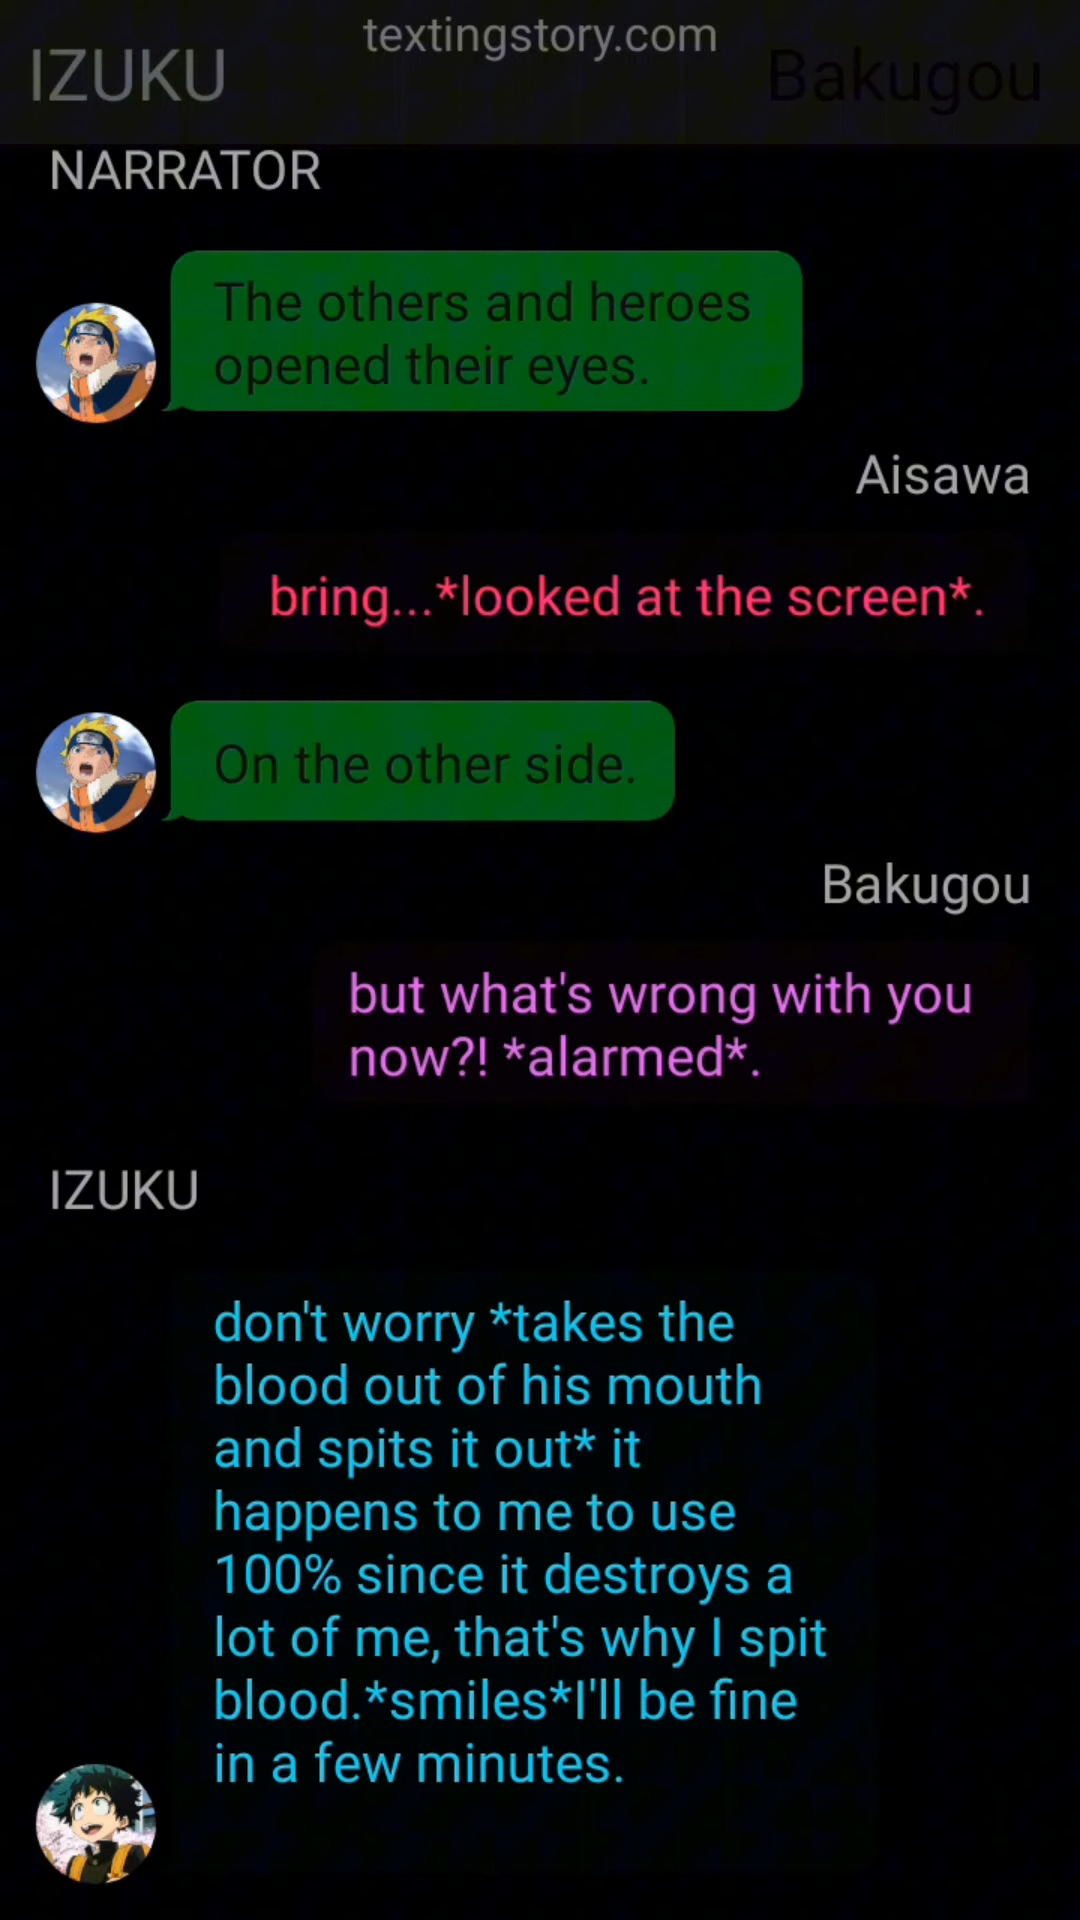 textingstory.com
IZUKU
Bakugou
NARRATOR
The others and heroes
opened their eyes.
Aisawa
bring...*looked at the screen*.
On the other side.
Bakugou
but what's wrong with you
now?! *alarmed*.
IZUKU
don't worry *takes the
blood out of his mouth
and spits it out* it
happens to me to use
100% since it destroys a
lot of me, that's why I spit
blood.*smiles*I'll be fine
in a few minutes.